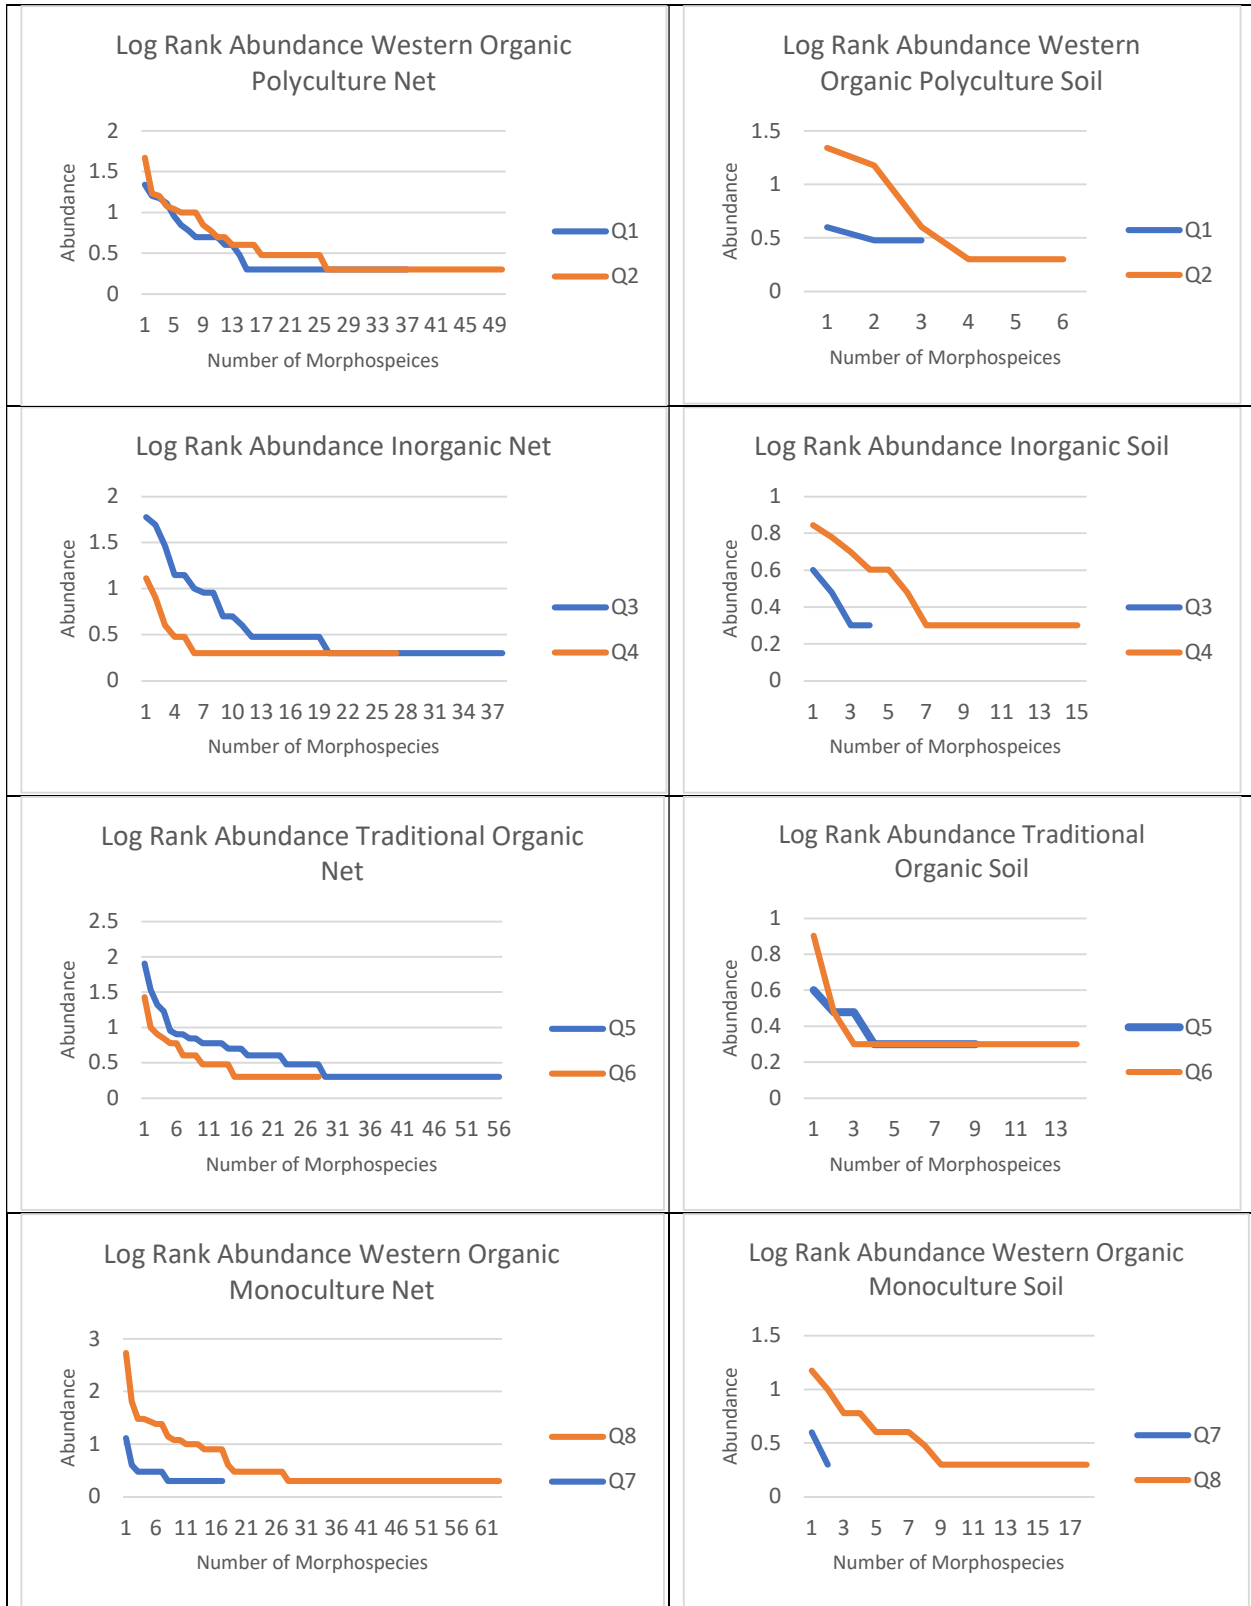 Log Rank Abundance Western Organic
Polyculture Net
2
1.5
1
0.5
0
Abundance
1 5 9 13 17 21 25 29 33 37 41 45 49
Number of Morphospeices
Q1
Q2
Log Rank Abundance Western
Organic Polyculture Soil
1.5
1
0.5
0
Abundance
1 2 3 4 5 6
Number of Morphospeices
Q1
Q2
Log Rank Abundance Inorganic Net
2
1.5
1
0.5
0
Abundance
1 4 7 10 13 16 19 22 25 28 31 34 37
Number of Morphospecies
Q3
Q4
Log Rank Abundance Inorganic Soil
1
0.8
0.6
0.4
0.2
0
Abundance
1 3 5 7 9 11 13 15
Number of Morphospeices
Q3
Q4
Log Rank Abundance Traditional Organic
Net
2.5
2
1.5
1
0.5
0
Abundance
1 6 11 16 21 26 31 36 41 46 51 56
Number of Morphospecies
Q5
Q6
Log Rank Abundance Traditional
Organic Soil
1
0.8
0.6
0.4
0.2
0
Abundance
1 3 5 7 9 11 13
Number of Morphospeices
Q5
Q6
Log Rank Abundance Western Organic
Monoculture Net
3
2
1
0
Abundance
1 6 11 16 21 26 31 36 41 46 51 56 61
Number of Morphospecies
Q8
Q7
Log Rank Abundance Western Organic
Monoculture Soil
1.5
1
0.5
0
Abundance
1 3 5 7 9 11 13 15 17
Number of Morphospecies
Q7
Q8